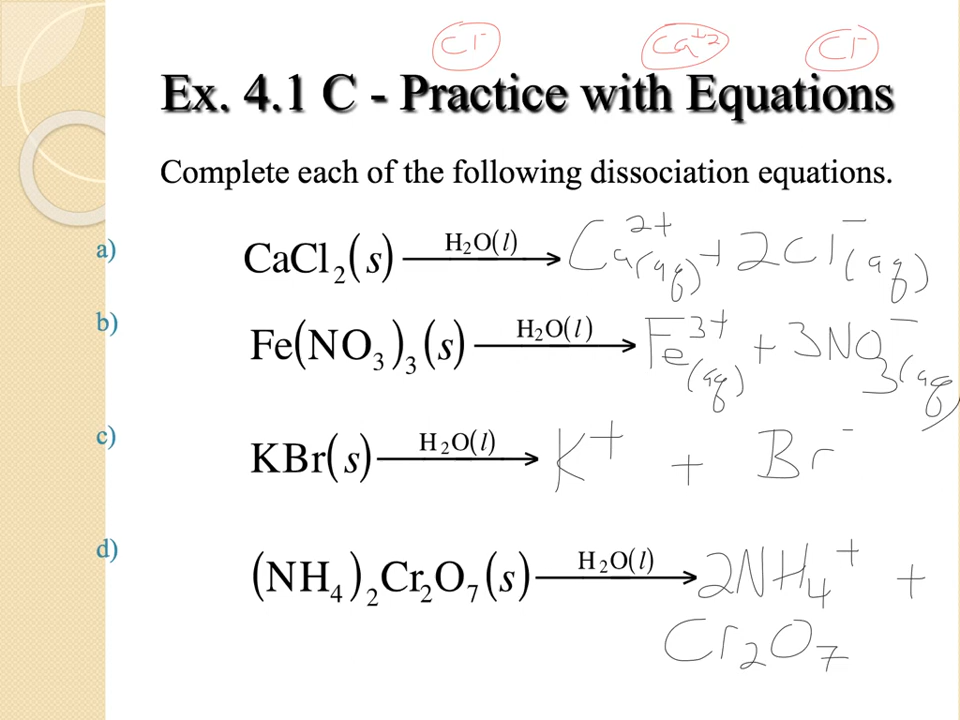 Cl⁻ Ca⁺² Cl⁻
Ex. 4.1 C - Practice with Equations
Complete each of the following dissociation equations.
a) CaCl₂(s) —H₂O(l)→ Ca²⁺(aq) + 2Cl⁻(aq)
b) Fe(NO₃)₃(s) —H₂O(l)→ Fe³⁺(aq) + 3NO₃⁻(aq)
c) KBr(s) —H₂O(l)→ K⁺ + Br⁻
d) (NH₄)₂Cr₂O₇(s) —H₂O(l)→ 2NH₄⁺ +
Cr₂O₇